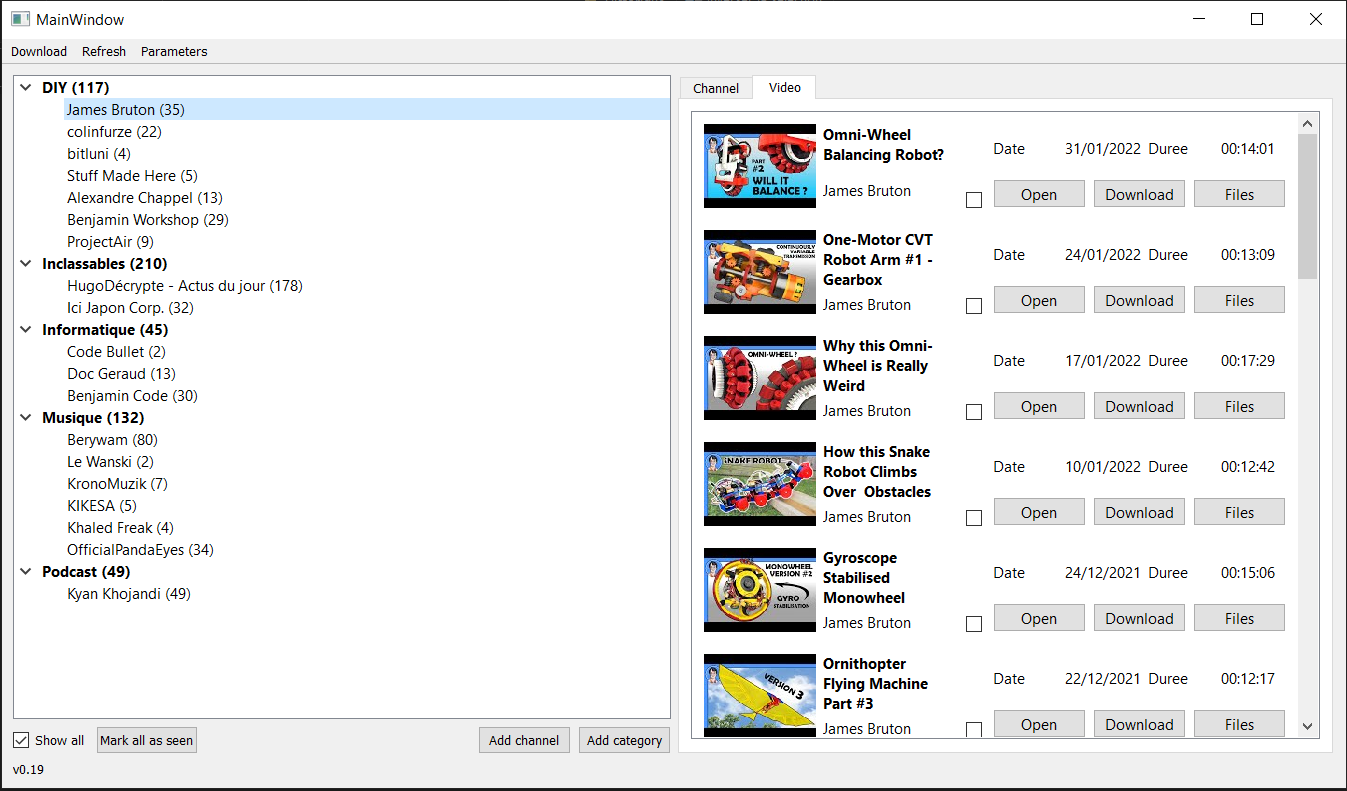 MainWindow
Download Refresh Parameters
DIY (117)
James Bruton (35)
colinfurze (22)
bitluni (4)
Stuff Made Here (5)
Alexandre Chappel (13)
Benjamin Workshop (29)
ProjectAir (9)
Inclassables (210)
HugoDécrypte - Actus du jour (178)
Ici Japon Corp. (32)
Informatique (45)
Code Bullet (2)
Doc Geraud (13)
Benjamin Code (30)
Musique (132)
Berywam (80)
Le Wanski (2)
KronoMuzik (7)
KIKESA (5)
Khaled Freak (4)
OfficialPandaEyes (34)
Podcast (49)
Kyan Khojandi (49)
Show all Mark all as seen Add channel Add category
v0.19
Channel Video
PART
#2
WILL IT
BALANCE ?
Omni-Wheel
Balancing Robot?
James Bruton
Date 31/01/2022 Duree 00:14:01
Open Download Files
CONTINUOUSLY
VARIABLE
TRASMISSION
One-Motor CVT
Robot Arm #1 -
Gearbox
James Bruton
Date 24/01/2022 Duree 00:13:09
Open Download Files
OMNI-WHEEL ?
Why this Omni-
Wheel is Really
Weird
James Bruton
Date 17/01/2022 Duree 00:17:29
Open Download Files
SNAKE ROBOT
How this Snake
Robot Climbs
Over Obstacles
James Bruton
Date 10/01/2022 Duree 00:12:42
Open Download Files
MONOWHEEL
VERSION #2
GYRO
STABILISATION
Gyroscope
Stabilised
Monowheel
James Bruton
Date 24/12/2021 Duree 00:15:06
Open Download Files
VERSION 3
Ornithopter
Flying Machine
Part #3
James Bruton
Date 22/12/2021 Duree 00:12:17
Open Download Files